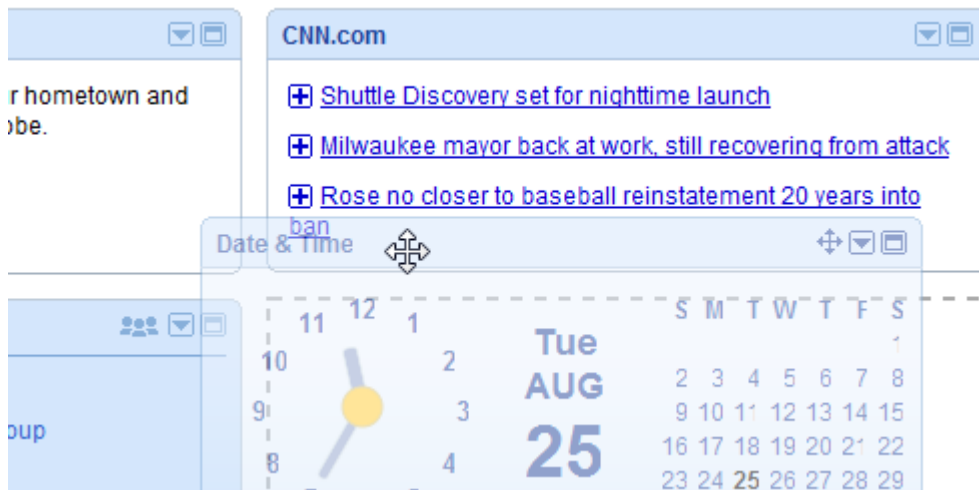 r hometown and
obe.
CNN.com
Shuttle Discovery set for nighttime launch
Milwaukee mayor back at work, still recovering from attack
Rose no closer to baseball reinstatement 20 years into
ban
Date & Time
oup
12
11 1
10 2
9 3
8 4
Tue
AUG
25
S M T W T F S
1
2 3 4 5 6 7 8
9 10 11 12 13 14 15
16 17 18 19 20 21 22
23 24 25 26 27 28 29